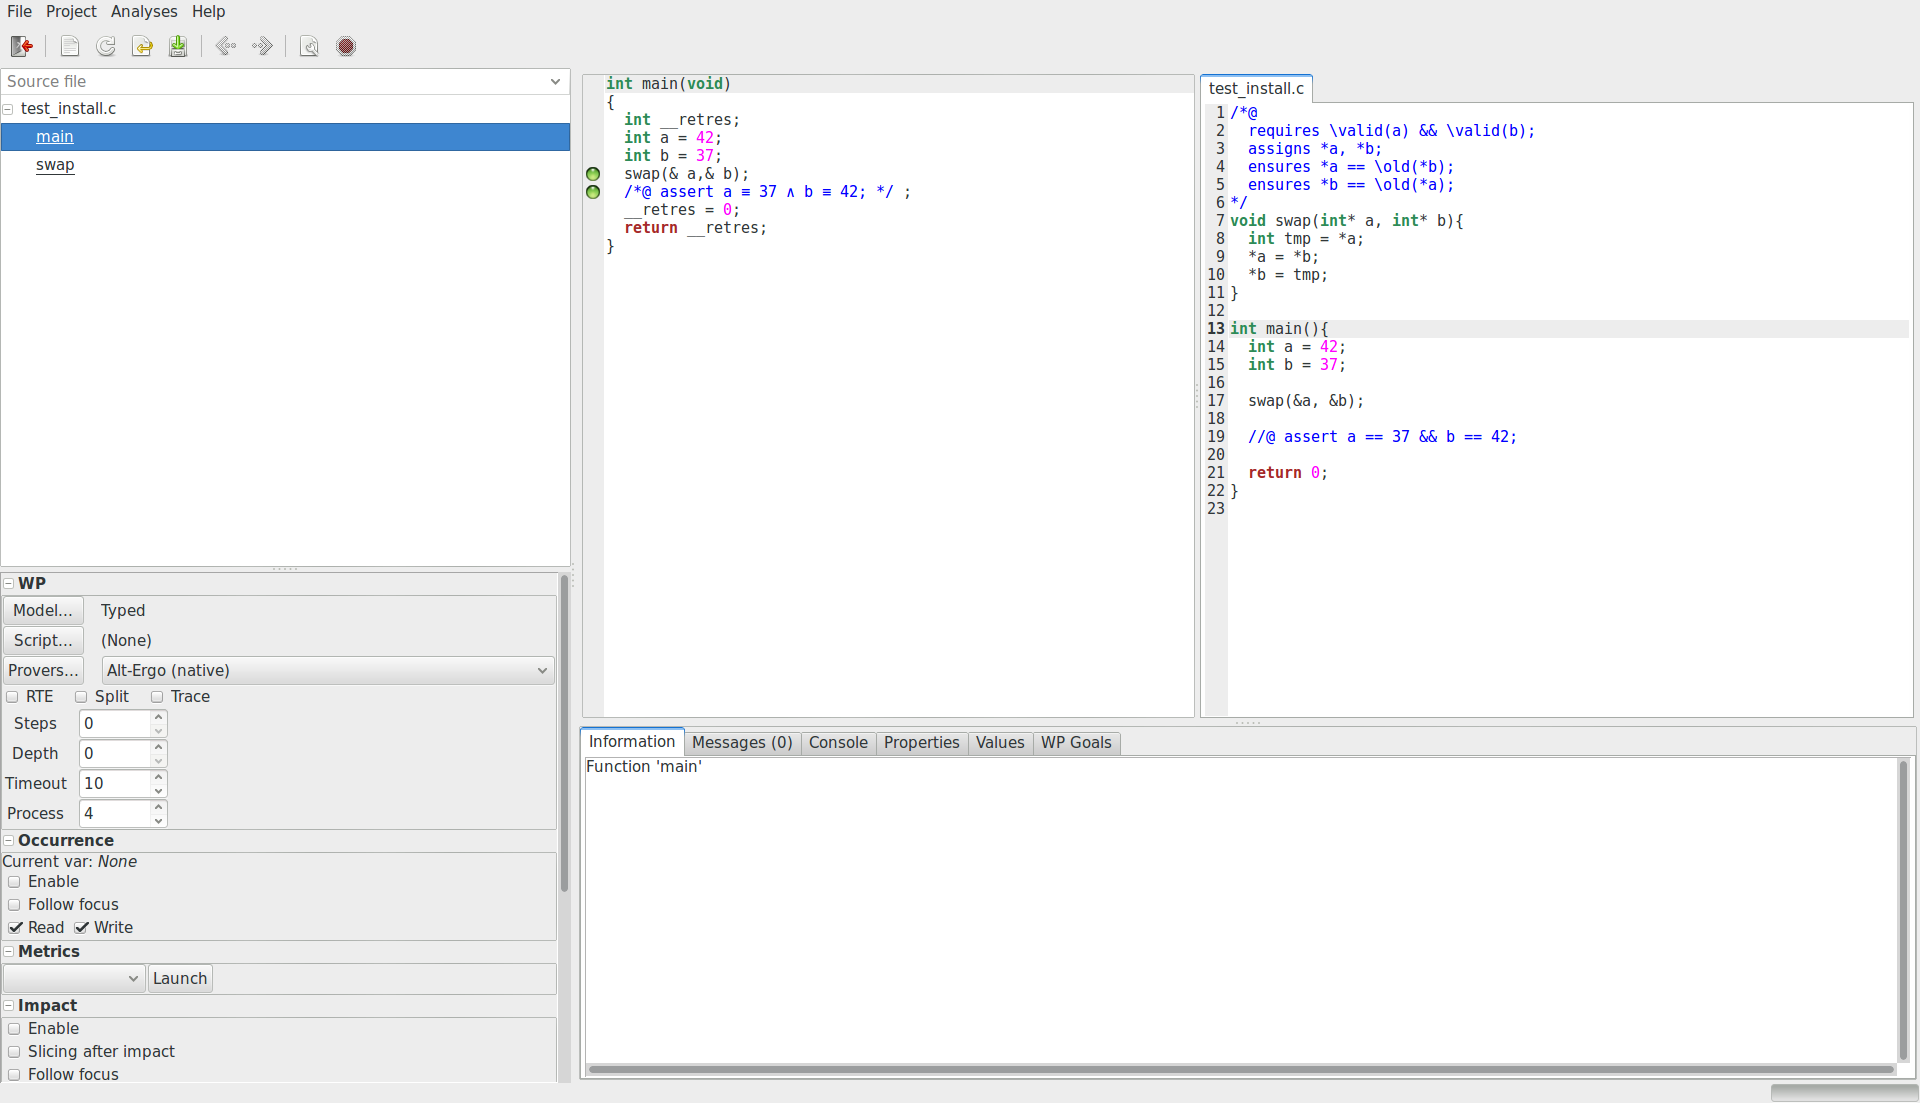 File Project Analyses Help
Source file
test_install.c
main
swap
WP
Model... Typed
Script... (None)
Provers... Alt-Ergo (native)
RTE Split Trace
Steps 0
Depth 0
Timeout 10
Process 4
Occurrence
Current var: None
Enable
Follow focus
Read Write
Metrics
Launch
Impact
Enable
Slicing after impact
Follow focus
int main(void)
{
  int __retres;
  int a = 42;
  int b = 37;
  swap(& a,& b);
  /*@ assert a ≡ 37 ∧ b ≡ 42; */ ;
  __retres = 0;
  return __retres;
}
test_install.c
1 /*@
2   requires \valid(a) && \valid(b);
3   assigns *a, *b;
4   ensures *a == \old(*b);
5   ensures *b == \old(*a);
6 */
7 void swap(int* a, int* b){
8   int tmp = *a;
9   *a = *b;
10   *b = tmp;
11 }
12
13 int main(){
14   int a = 42;
15   int b = 37;
16
17   swap(&a, &b);
18
19   //@ assert a == 37 && b == 42;
20
21   return 0;
22 }
23
Information Messages (0) Console Properties Values WP Goals
Function 'main'